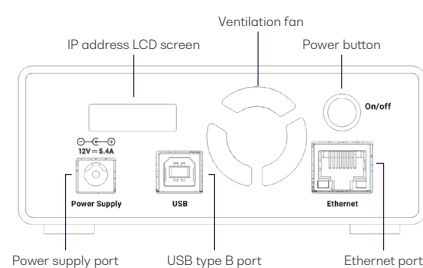 Ventilation fan
IP address LCD screen
Power button
On/off
12V 5.4A
Power Supply
USB
Ethernet
Power supply port
USB type B port
Ethernet port